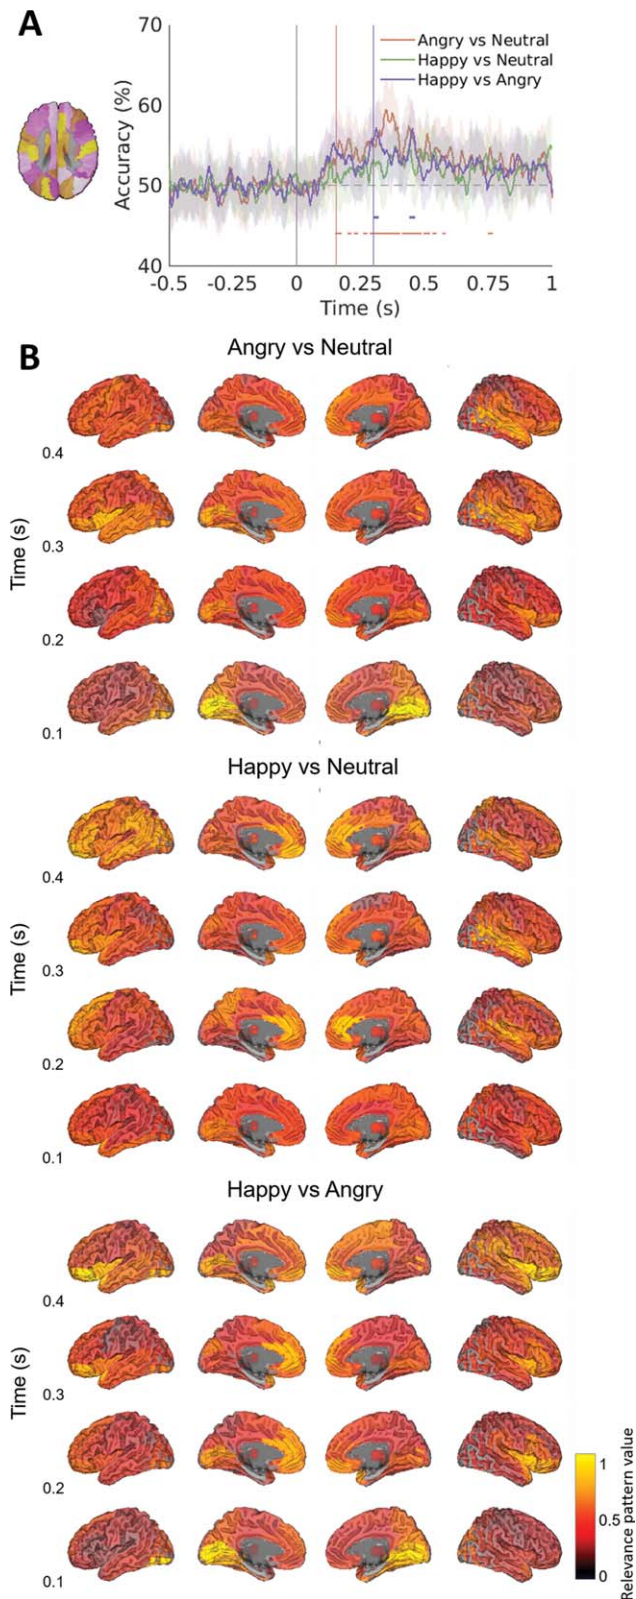 A
70
60
50
40
Accuracy (%)
Angry vs Neutral
Happy vs Neutral
Happy vs Angry
-0.5 -0.25 0 0.25 0.5 0.75 1
Time (s)
B
Angry vs Neutral
0.4
0.3
0.2
0.1
Time (s)
Happy vs Neutral
0.4
0.3
0.2
0.1
Time (s)
Happy vs Angry
0.4
0.3
0.2
0.1
Time (s)
1
0.5
0
Relevance pattern value